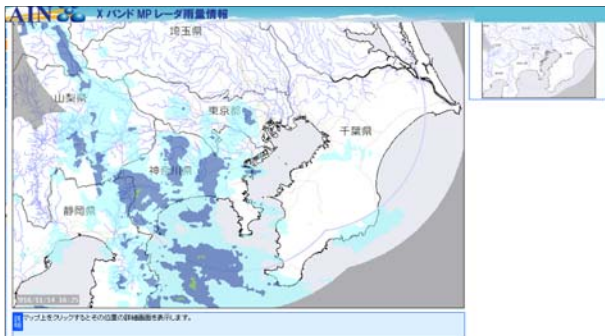 AIN XバンドMPレーダ雨量情報
埼玉県
山梨県
東京都
千葉県
神奈川県
静岡県
説明
マップ上をクリックするとその位置の詳細画面を表示します。